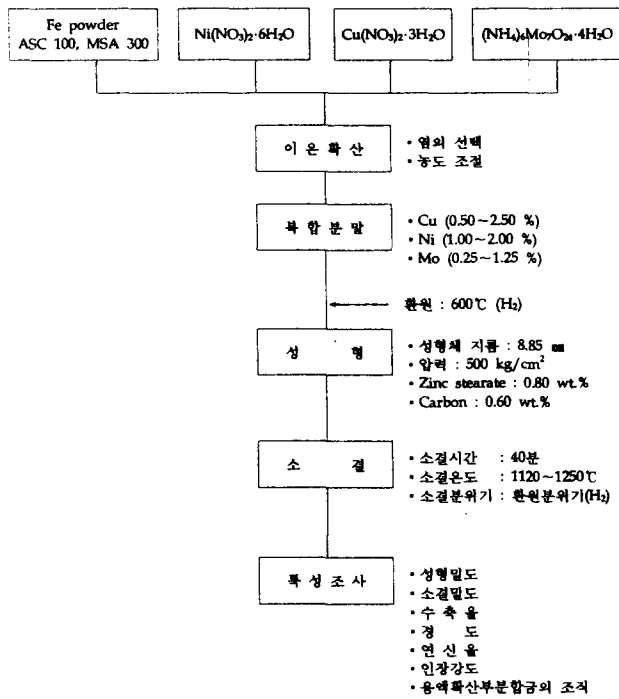 Fe powder
ASC 100, MSA 300
Ni(NO₃)₂·6H₂O
Cu(NO₃)₂·3H₂O
(NH₄)₆Mo₇O₂₄·4H₂O
이 온 확 산
• 염의 선택
• 농도 조절
복 합 분 말
• Cu (0.50~2.50 %)
• Ni (1.00~2.00 %)
• Mo (0.25~1.25 %)
환원 : 600℃ (H₂)
성 형
• 성형체 지름 : 8.85 ㎜
• 압력 : 500 kg/cm²
• Zinc stearate : 0.80 wt.%
• Carbon : 0.60 wt.%
소 결
• 소결시간 : 40분
• 소결온도 : 1120~1250℃
• 소결분위기 : 환원분위기(H₂)
특 성 조 사
• 성형밀도
• 소결밀도
• 수 축 율
• 경 도
• 연 신 율
• 인장강도
• 용액확산부분합금의 조직